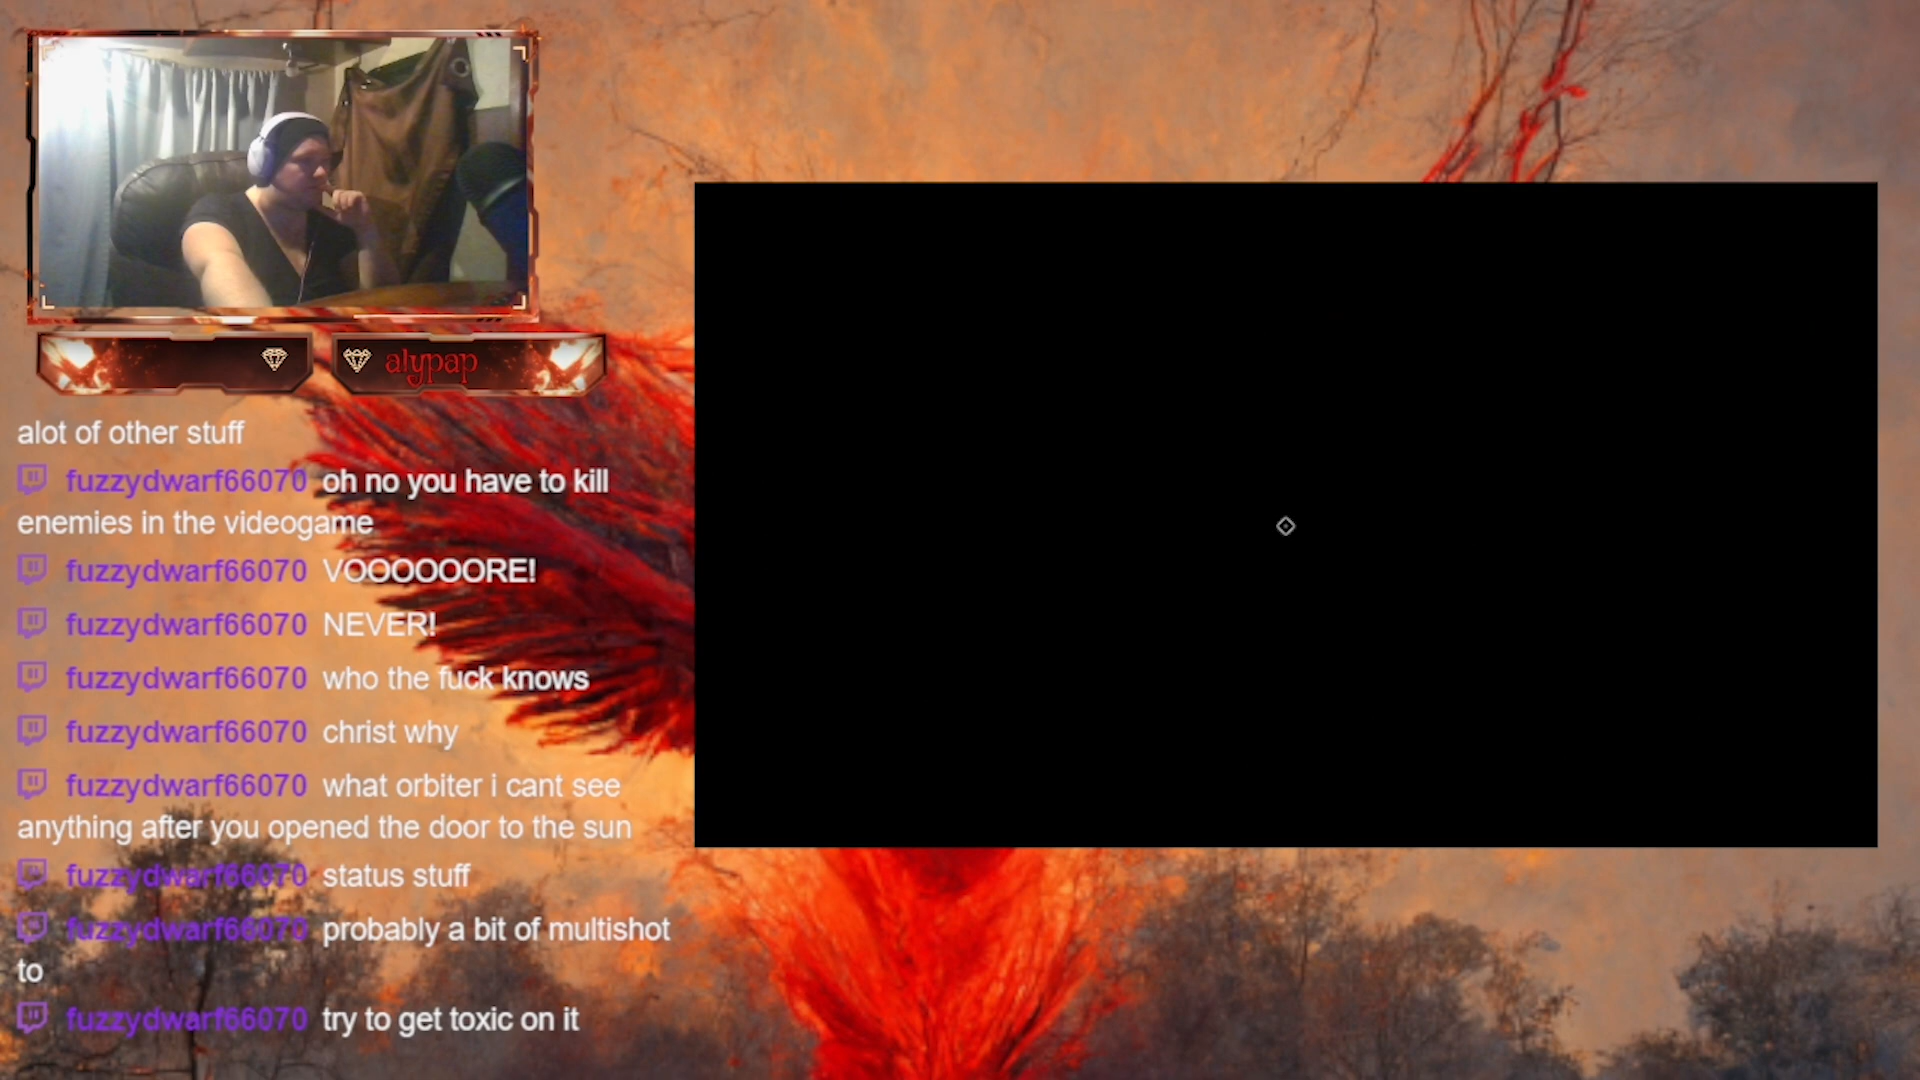 alypap
alot of other stuff
fuzzydwarf66070 oh no you have to kill
enemies in the videogame
fuzzydwarf66070 VOOOOOORE!
fuzzydwarf66070 NEVER!
fuzzydwarf66070 who the fuck knows
fuzzydwarf66070 christ why
fuzzydwarf66070 what orbiter i cant see
anything after you opened the door to the sun
fuzzydwarf66070 status stuff
fuzzydwarf66070 probably a bit of multishot
to
fuzzydwarf66070 try to get toxic on it